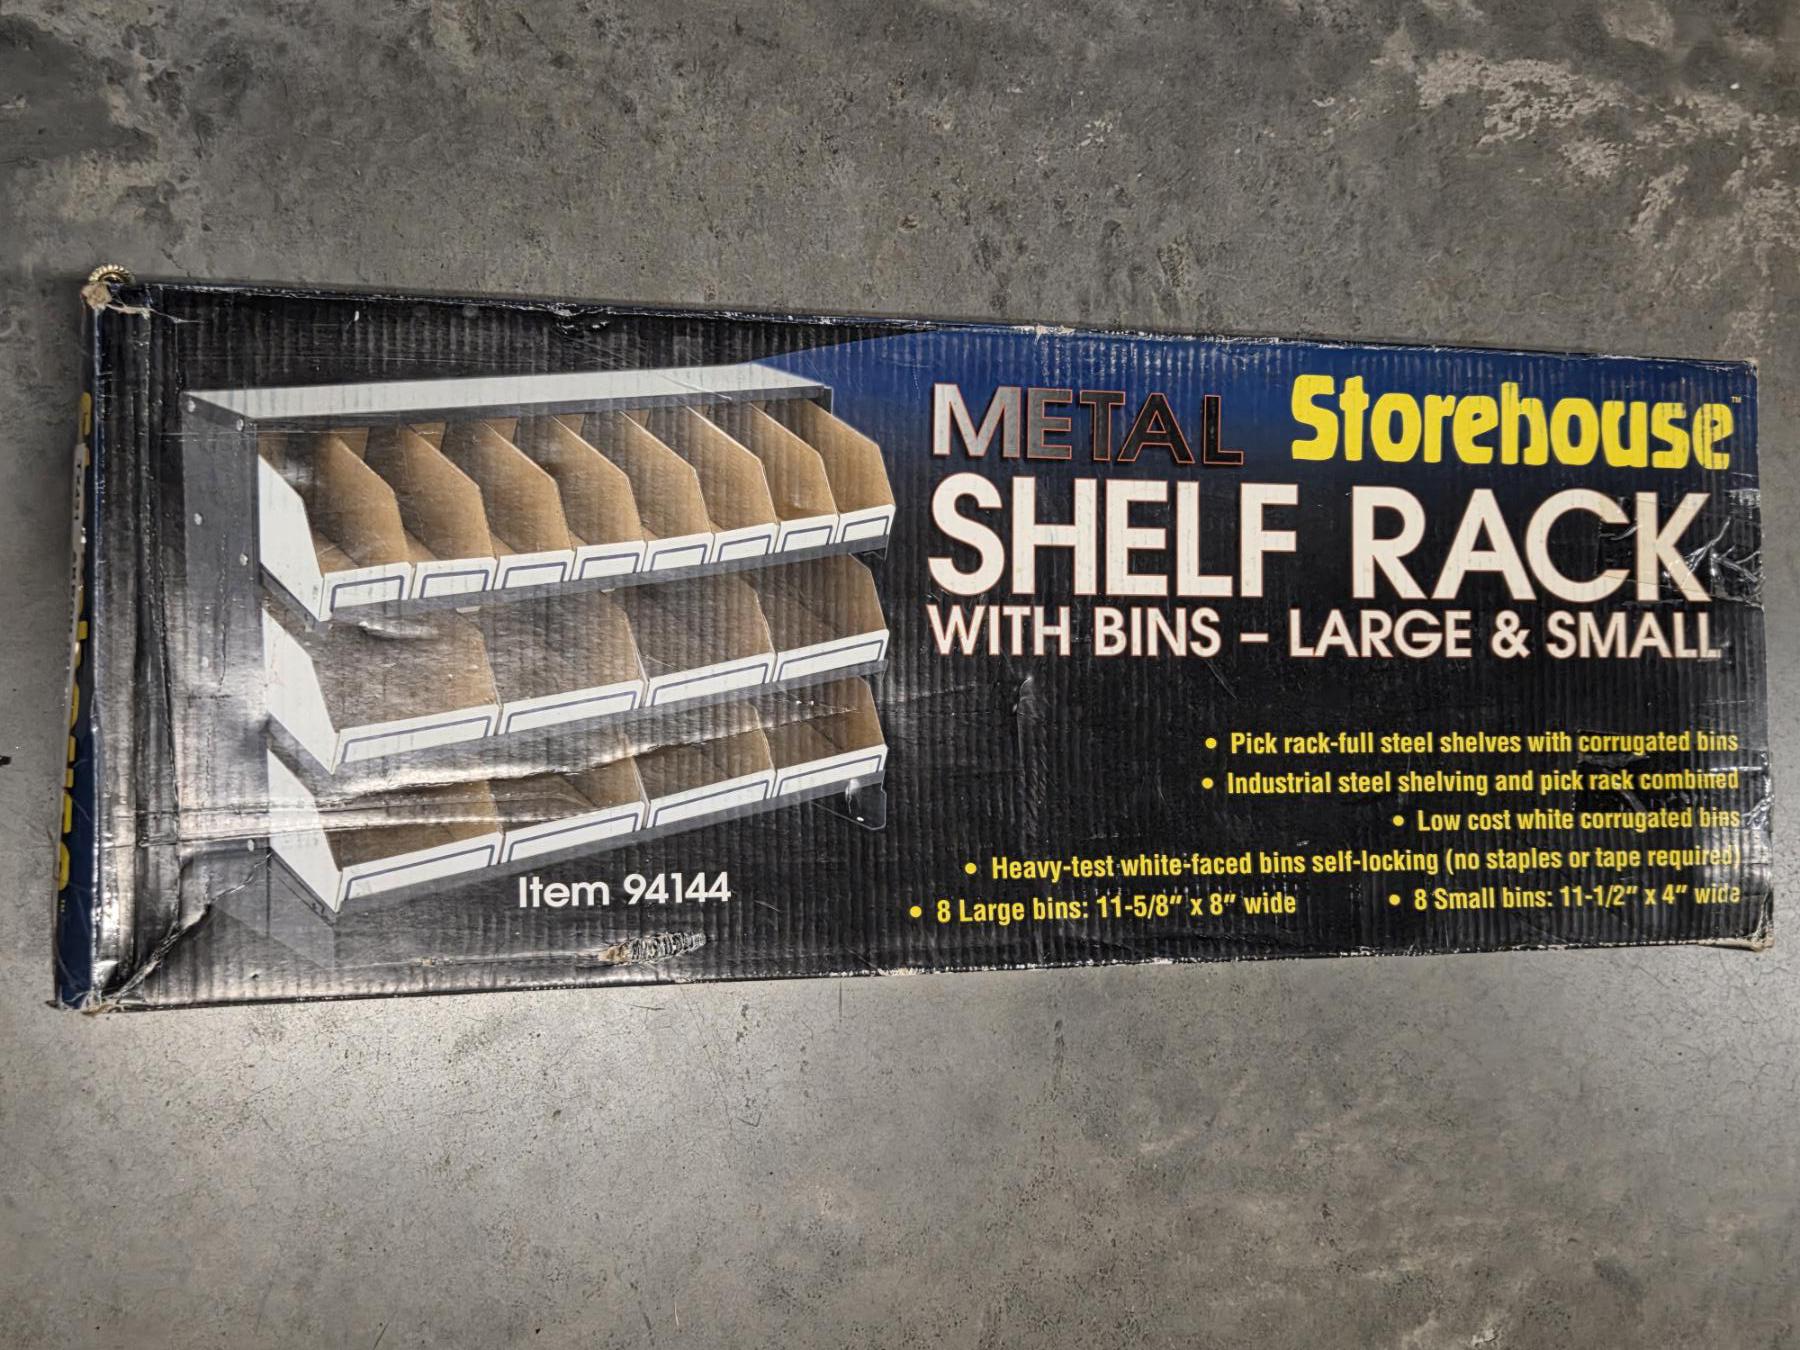 METAL Storehouse™
SHELF RACK
WITH BINS – LARGE & SMALL
• Pick rack-full steel shelves with corrugated bins
• Industrial steel shelving and pick rack combined
• Low cost white corrugated bins
• Heavy-test white-faced bins self-locking (no staples or tape required)
• 8 Large bins: 11-5/8″ x 8″ wide • 8 Small bins: 11-1/2″ x 4″ wide
Item 94144